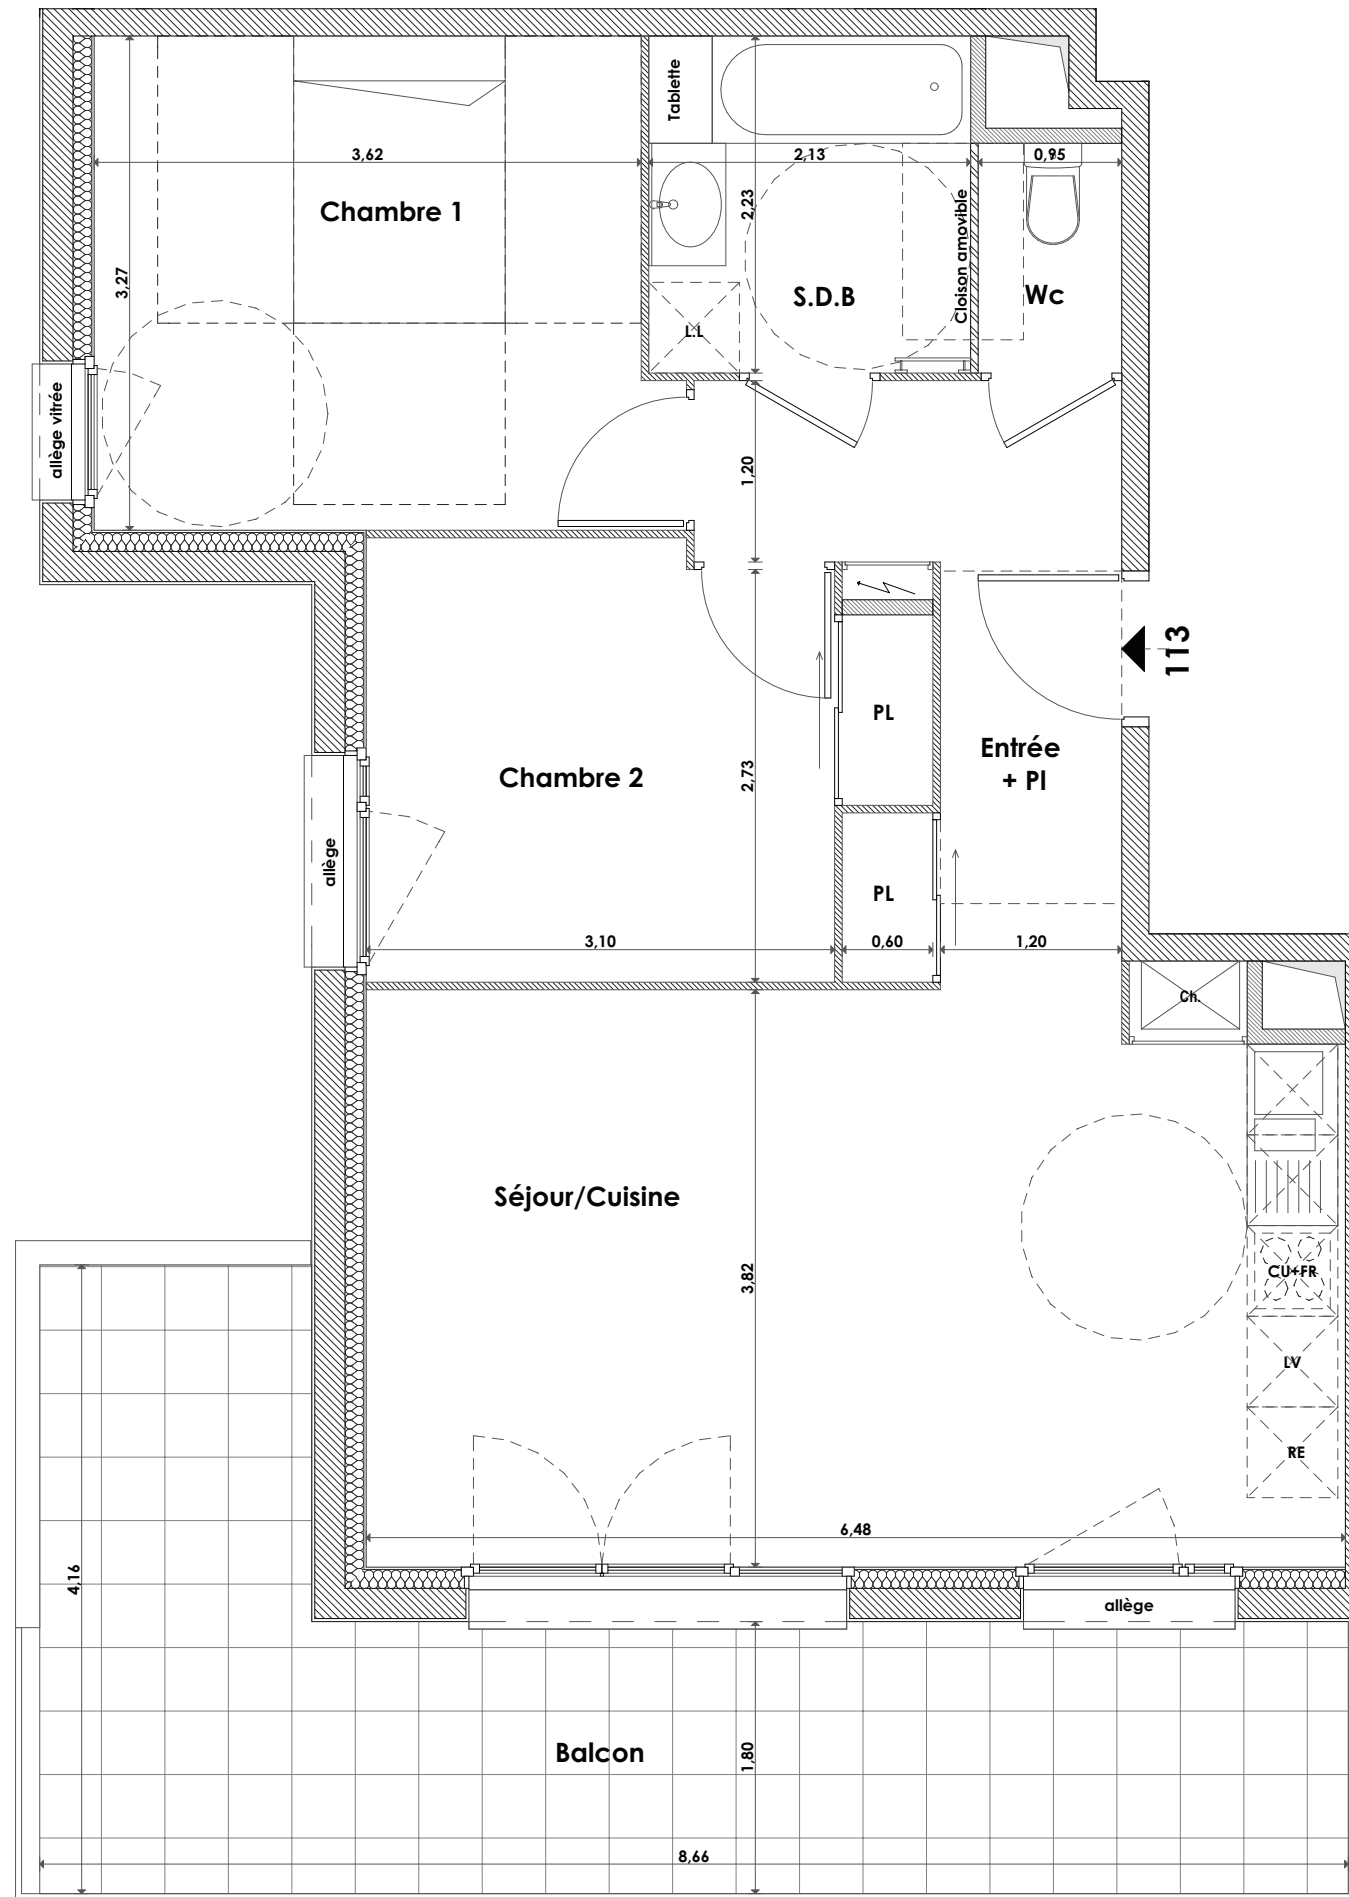 Tablette
3,62
2,13
0,95
Chambre 1
2,23
Cloison amovible
3,27
S.D.B
Wc
L.L
allège vitrée
1,20
113
PL
Entrée
+ Pl
Chambre 2
2,73
allège
PL
3,10
0,60
1,20
Ch.
Séjour/Cuisine
3,82
CU+FR
LV
RE
6,48
4,16
allège
Balcon
1,80
8,66